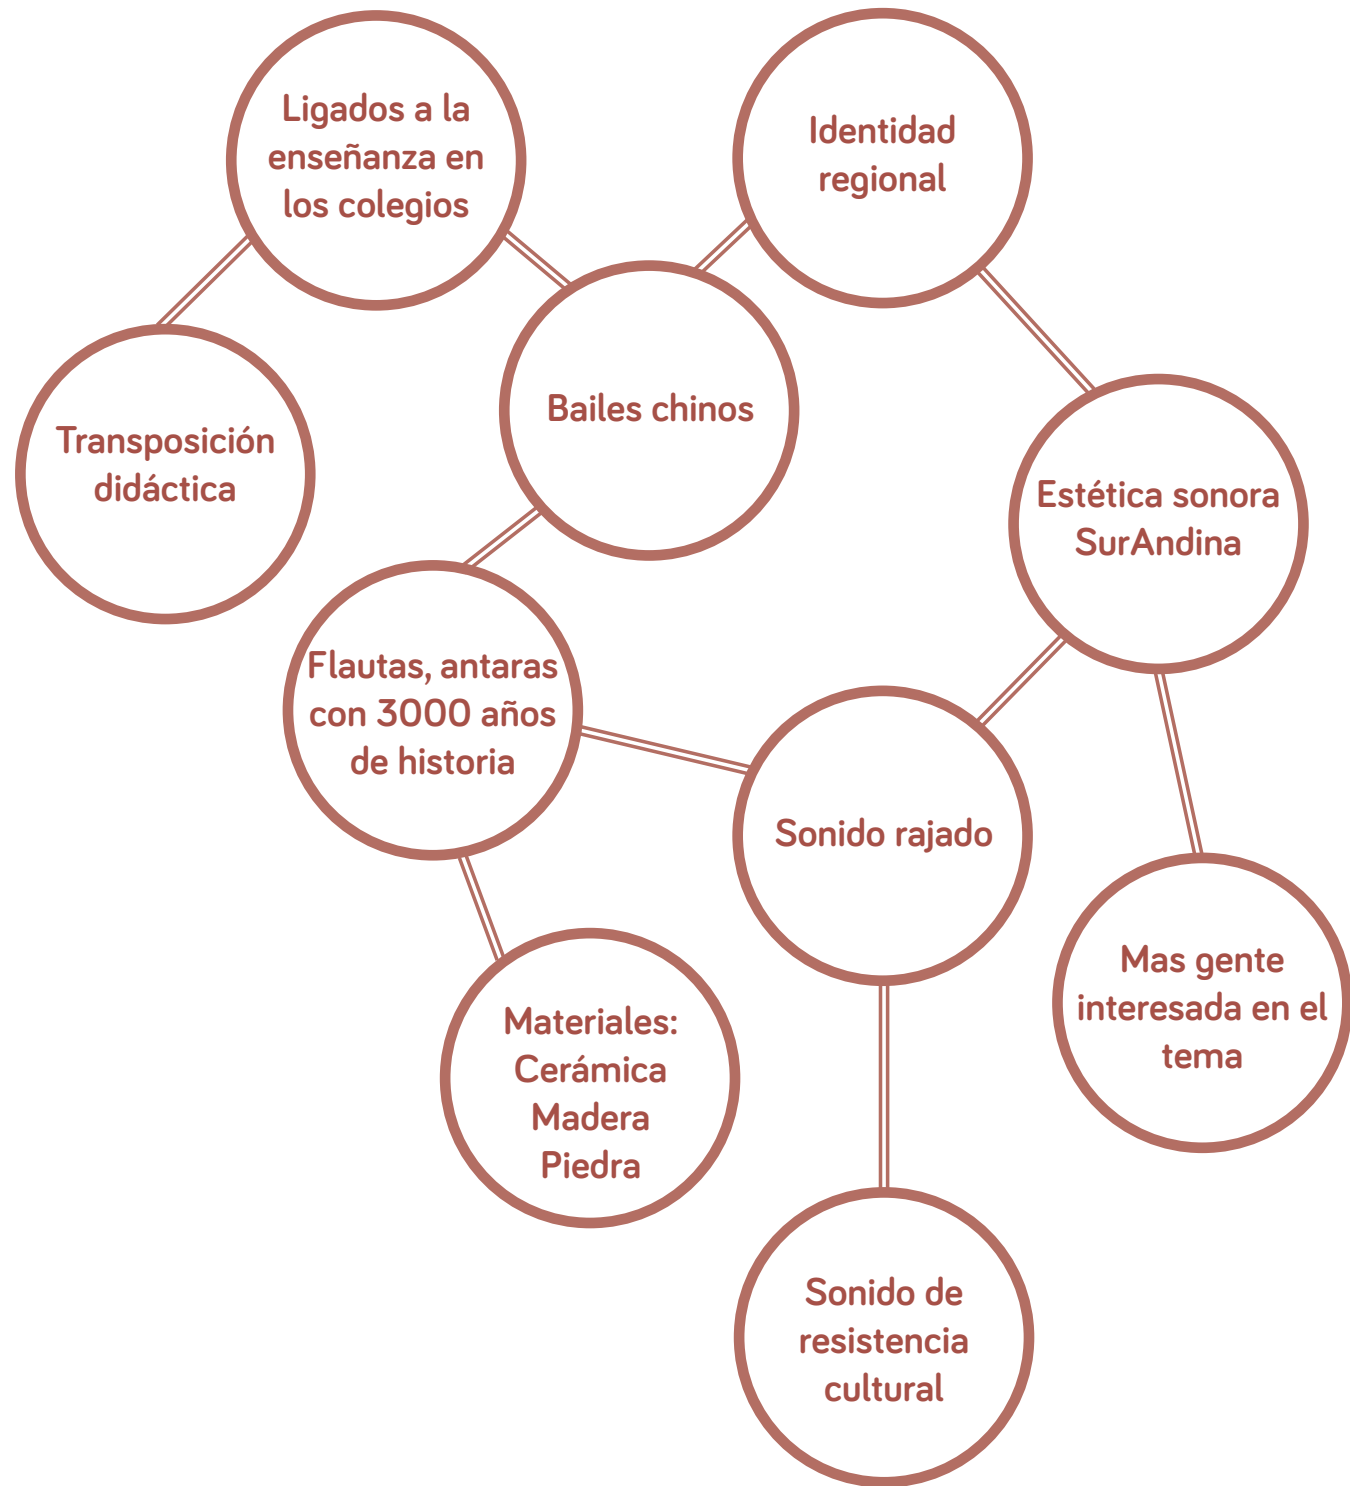 Ligados a la
enseñanza en
los colegios
Identidad
regional
Bailes chinos
Transposición
didáctica
Estética sonora
SurAndina
Flautas, antaras
con 3000 años
de historia
Sonido rajado
Mas gente
interesada en el
tema
Materiales:
Cerámica
Madera
Piedra
Sonido de
resistencia
cultural